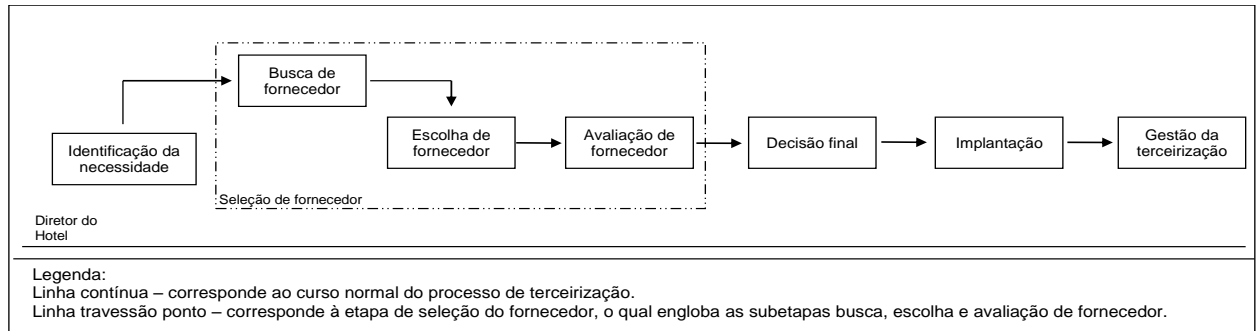 Busca de
fornecedor
Identificação da
necessidade
Escolha de
fornecedor
Avaliação de
fornecedor
Decisão final
Implantação
Gestão da
terceirização
Seleção de fornecedor
Diretor do
Hotel
Legenda:
Linha contínua – corresponde ao curso normal do processo de terceirização.
Linha travessão ponto – corresponde à etapa de seleção do fornecedor, o qual engloba as subetapas busca, escolha e avaliação de fornecedor.